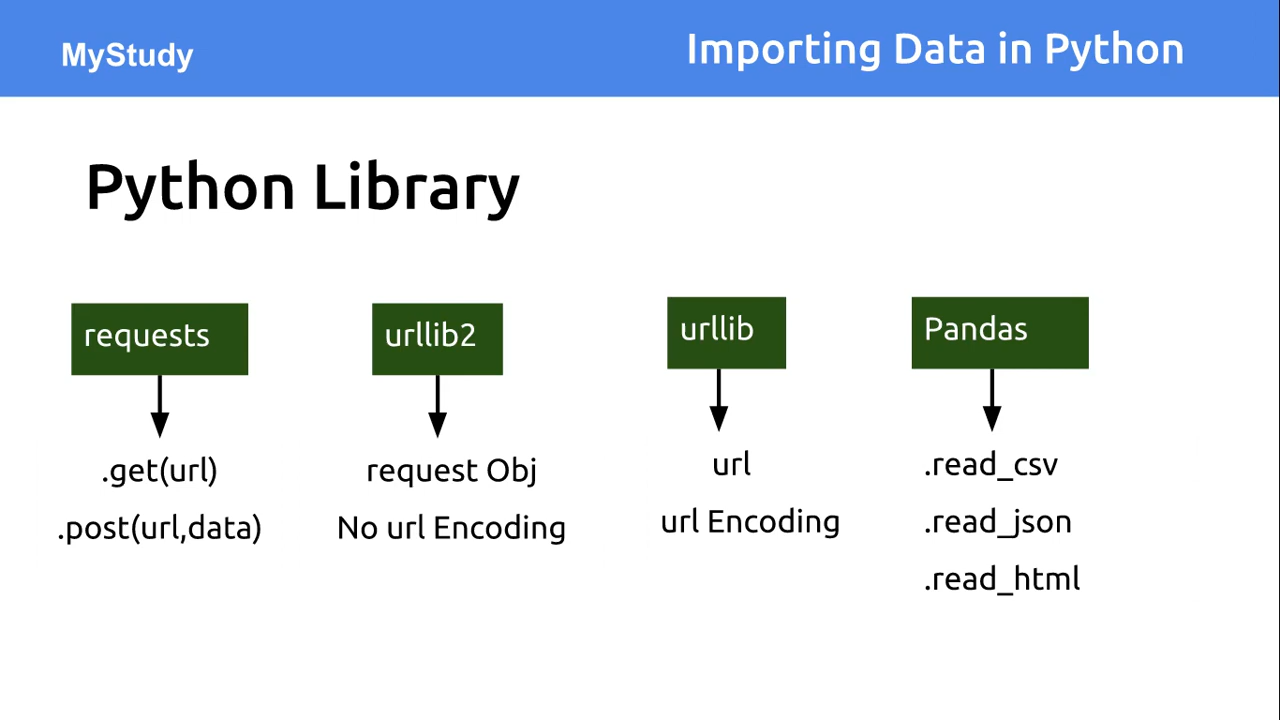 MyStudy
Importing Data in Python
Python Library
requests
.get(url)
.post(url,data)
urllib2
request Obj
No url Encoding
urllib
url
url Encoding
Pandas
.read_csv
.read_json
.read_html